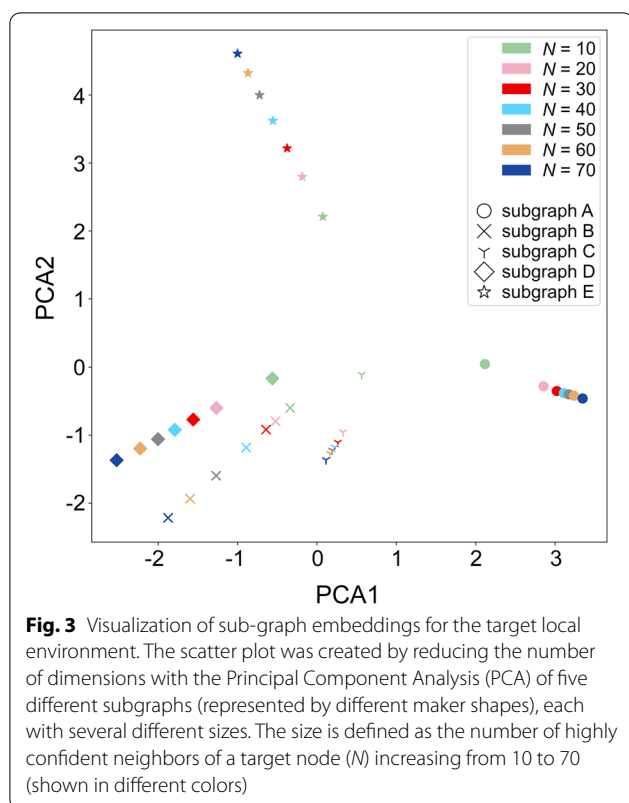 4
3
2
1
0
-1
-2
PCA2
-2
-1
0
1
2
3
PCA1
N = 10
N = 20
N = 30
N = 40
N = 50
N = 60
N = 70
subgraph A
subgraph B
subgraph C
subgraph D
subgraph E
Fig. 3 Visualization of sub-graph embeddings for the target local
environment. The scatter plot was created by reducing the number
of dimensions with the Principal Component Analysis (PCA) of five
different subgraphs (represented by different maker shapes), each
with several different sizes. The size is defined as the number of highly
confident neighbors of a target node (N) increasing from 10 to 70
(shown in different colors)